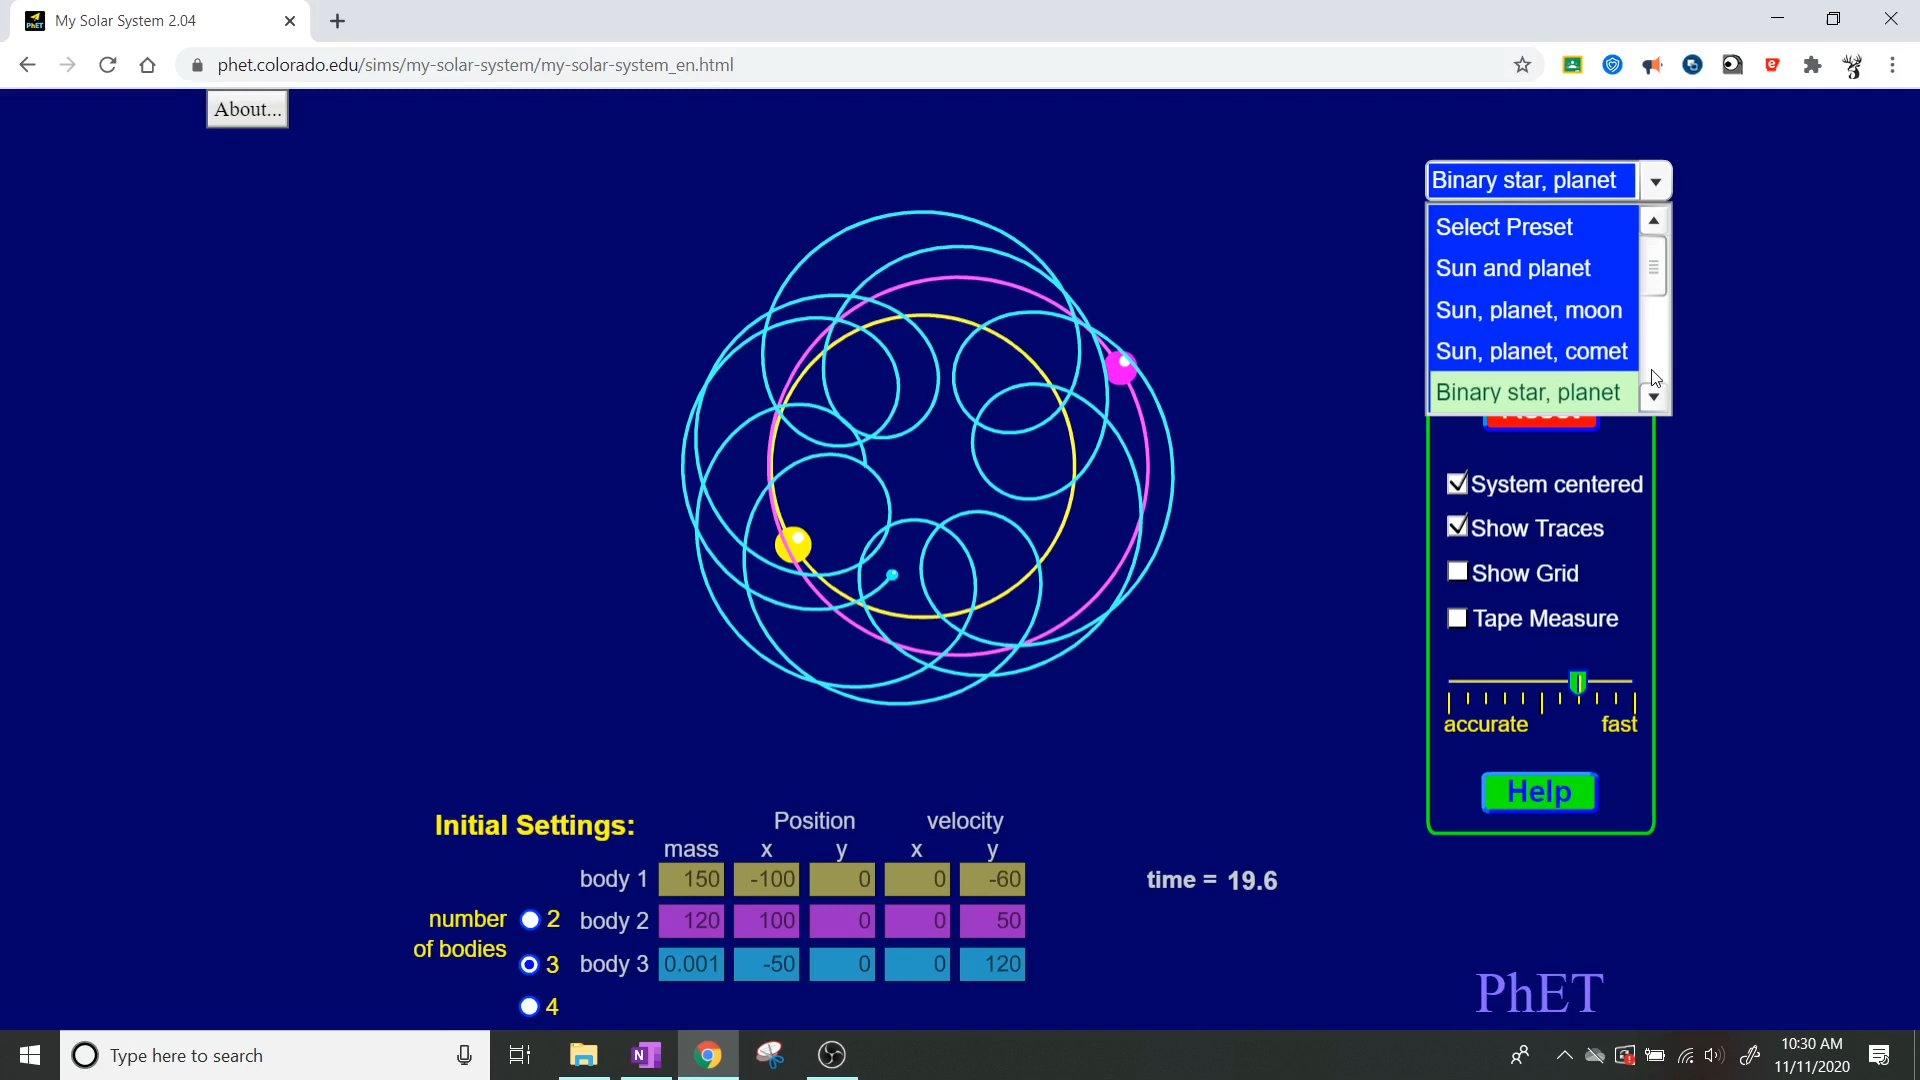 My Solar System 2.04
phet.colorado.edu/sims/my-solar-system/my-solar-system_en.html
About...
Binary star, planet
Select Preset
Sun and planet
Sun, planet, moon
Sun, planet, comet
Binary star, planet
Reset
System centered
Show Traces
Show Grid
Tape Measure
accurate fast
Help
Initial Settings:
Position velocity
mass x y x y
body 1 150 -100 0 0 -60
number of bodies
2 body 2 120 100 0 0 50
3 body 3 0.001 -50 0 0 120
4
time = 19.6
PhET
Type here to search
10:30 AM
11/11/2020